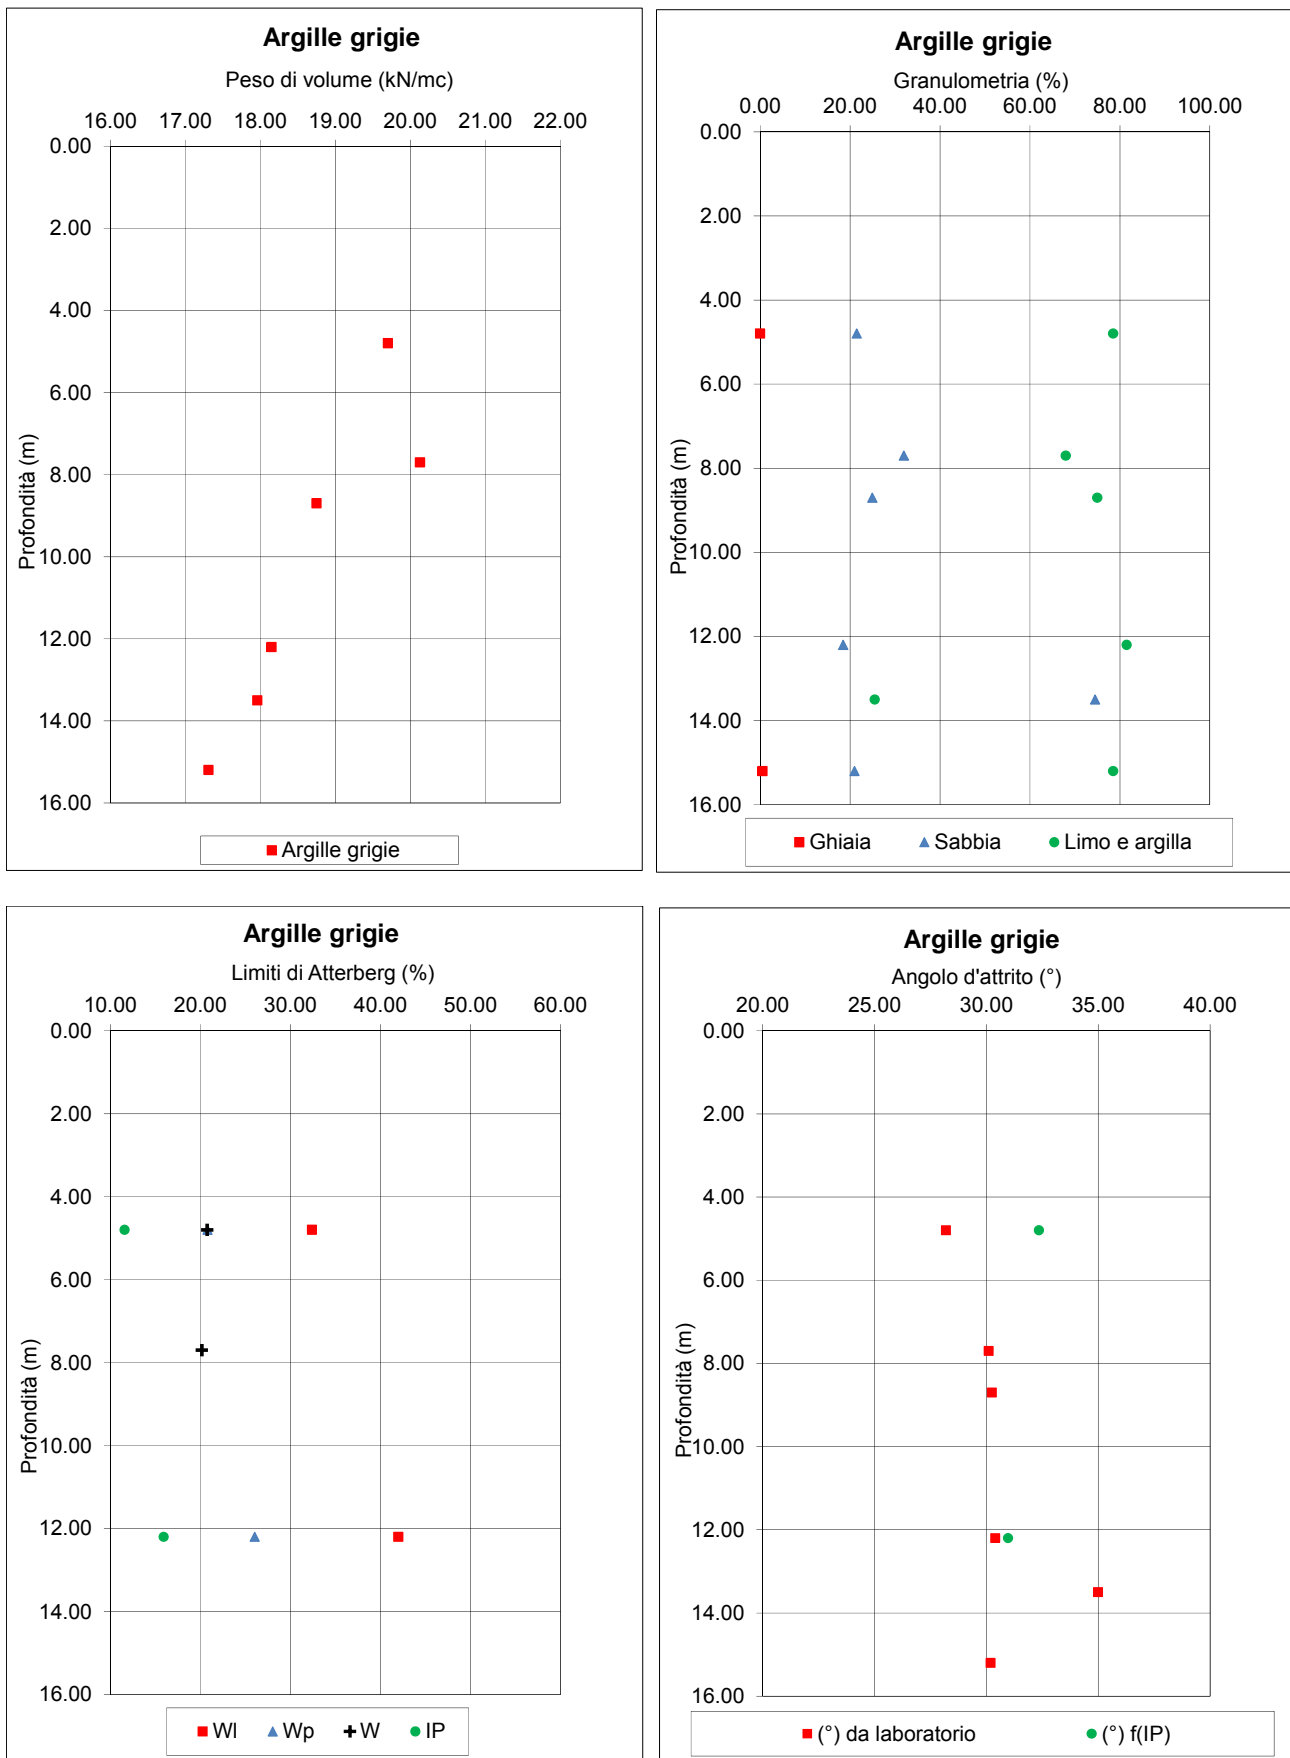 Argille grigie
Peso di volume (kN/mc)
16.00 17.00 18.00 19.00 20.00 21.00 22.00
0.00
2.00
4.00
6.00
8.00
10.00
12.00
14.00
16.00
Profondità (m)
Argille grigie
Argille grigie
Granulometria (%)
0.00 20.00 40.00 60.00 80.00 100.00
0.00
2.00
4.00
6.00
8.00
10.00
12.00
14.00
16.00
Profondità (m)
Ghiaia Sabbia Limo e argilla
Argille grigie
Limiti di Atterberg (%)
10.00 20.00 30.00 40.00 50.00 60.00
0.00
2.00
4.00
6.00
8.00
10.00
12.00
14.00
16.00
Profondità (m)
Wl Wp W IP
Argille grigie
Angolo d'attrito (°)
20.00 25.00 30.00 35.00 40.00
0.00
2.00
4.00
6.00
8.00
10.00
12.00
14.00
16.00
Profondità (m)
(°) da laboratorio (°) f(IP)